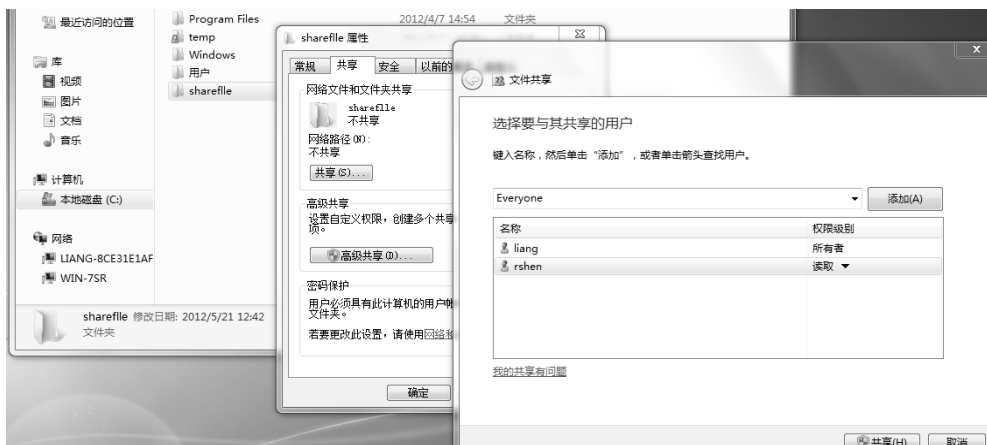 最近访问的位置
库
视频
图片
文档
音乐
计算机
本地磁盘 (C:)
网络
LIANG-8CE31E1AF
WIN-7SR
Program Files
2012/4/7 14:54
文件夹
temp
Windows
用户
shareflle
shareflle 修改日期: 2012/5/21 12:42
文件夹
shareflle 属性
常规 共享 安全 以前的
网络文件和文件夹共享
shareflle
不共享
网络路径(N):
不共享
共享(S)...
高级共享
设置自定义权限，创建多个共享
项。
高级共享(D)...
密码保护
用户必须具有此计算机的用户帐
文件夹。
若要更改此设置，请使用网络和
确定
文件共享
选择要与其共享的用户
键入名称，然后单击“添加”，或者单击箭头查找用户。
Everyone
添加(A)
名称 权限级别
liang 所有者
rshen 读取
我的共享有问题
共享(H) 取消